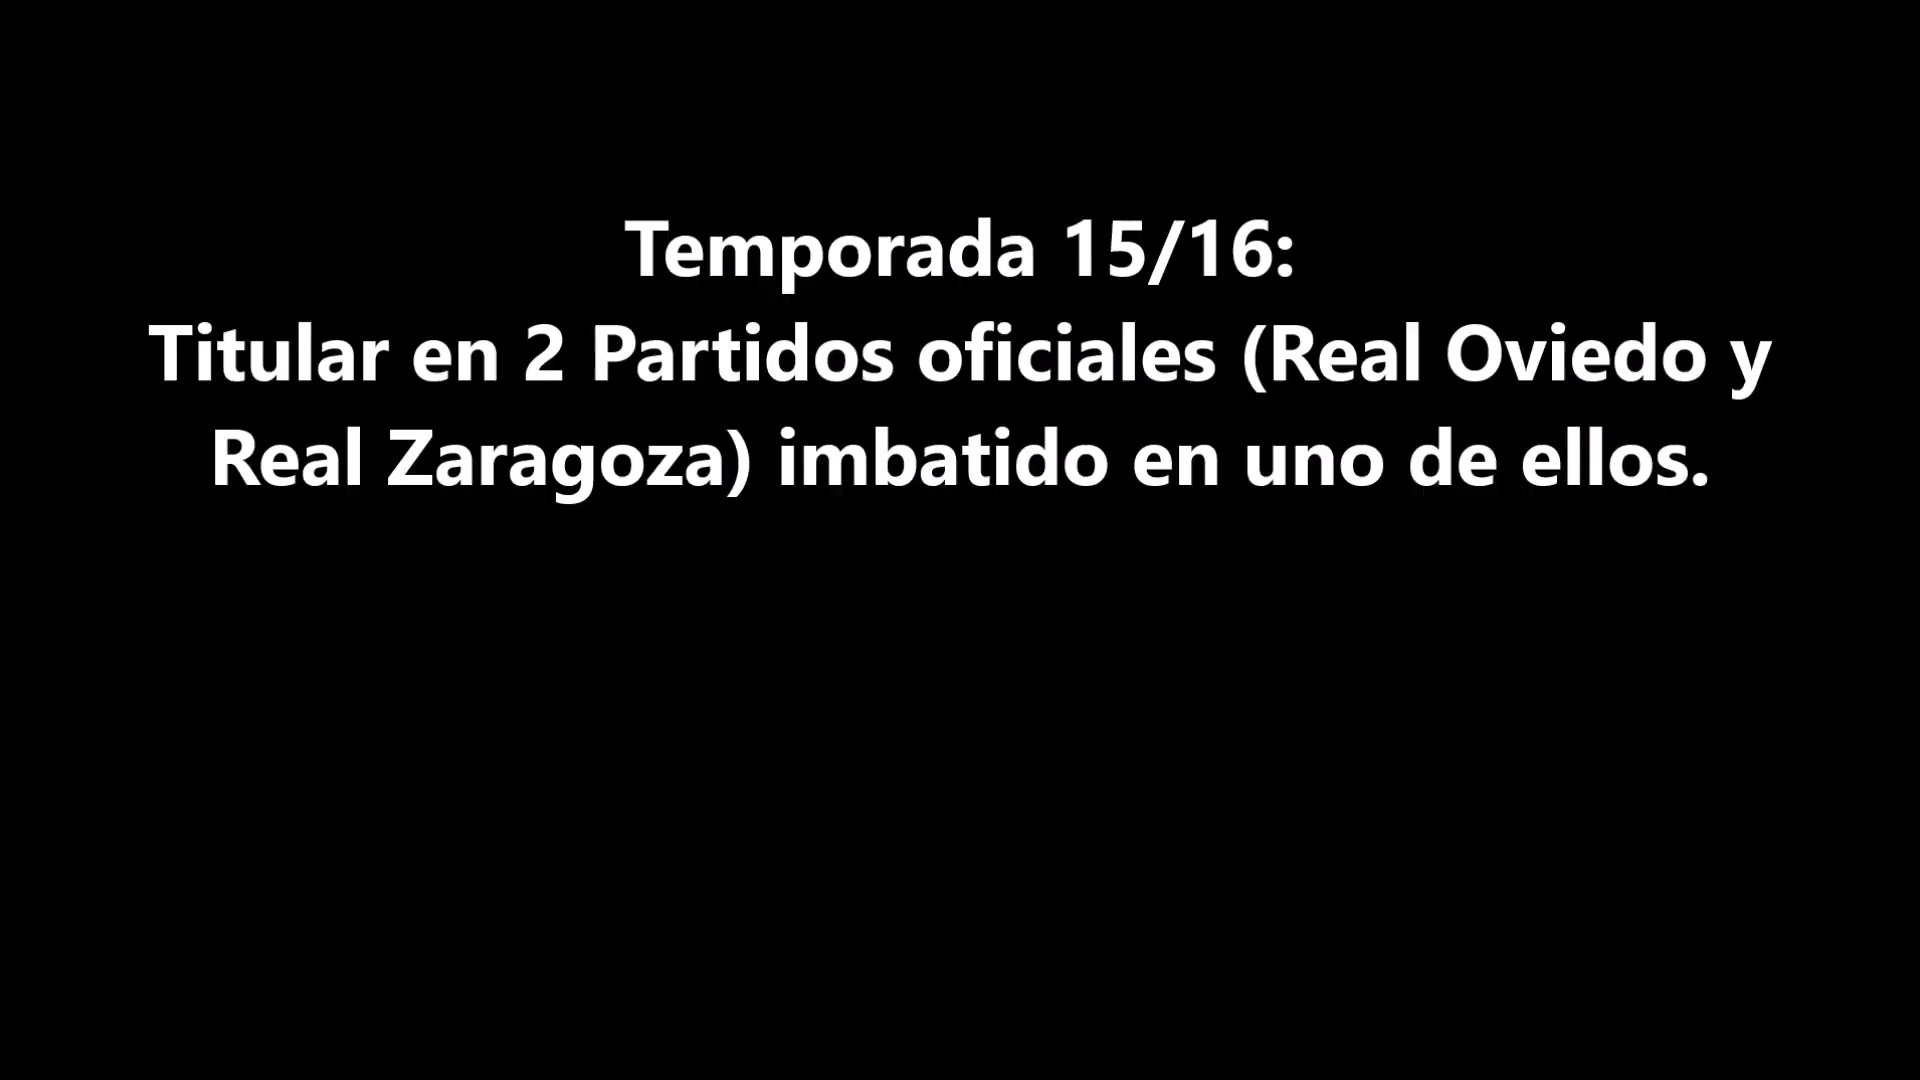 Temporada 15/16:
Titular en 2 Partidos oficiales (Real Oviedo y
Real Zaragoza) imbatido en uno de ellos.